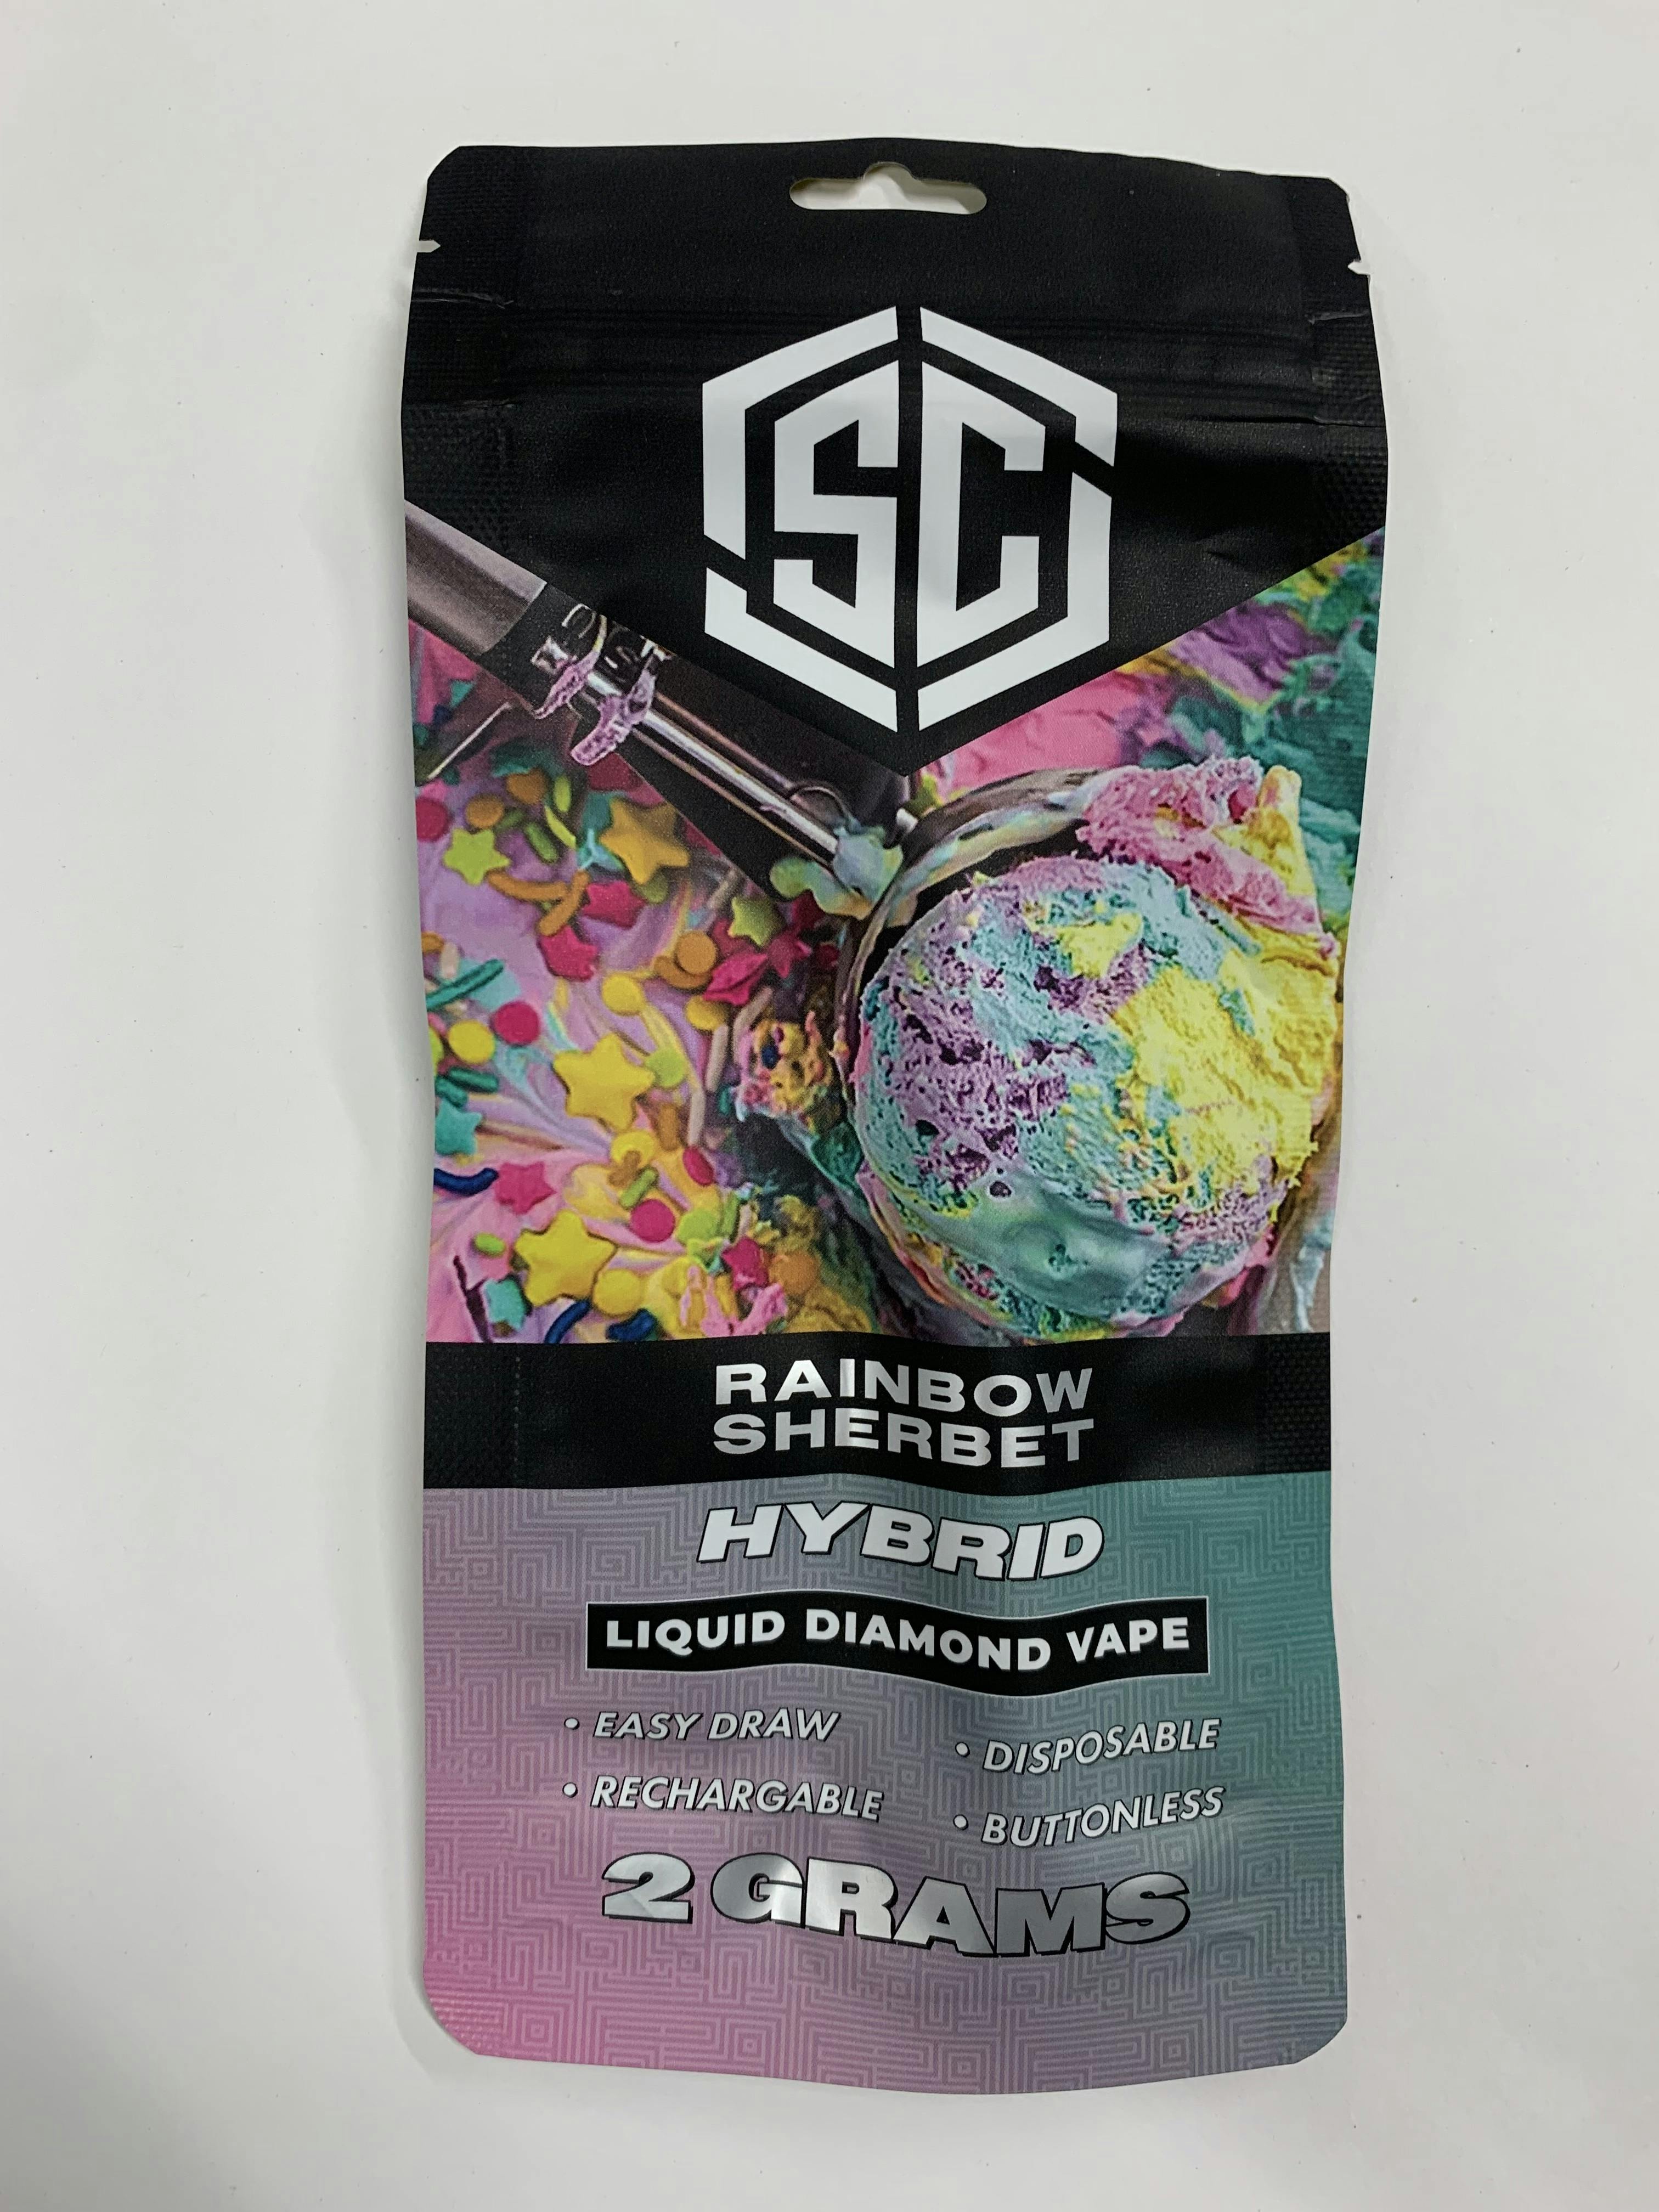 SC
RAINBOW
SHERBET
HYBRID
LIQUID DIAMOND VAPE
• EASY DRAW
• DISPOSABLE
• RECHARGABLE
• BUTTONLESS
2 GRAMS